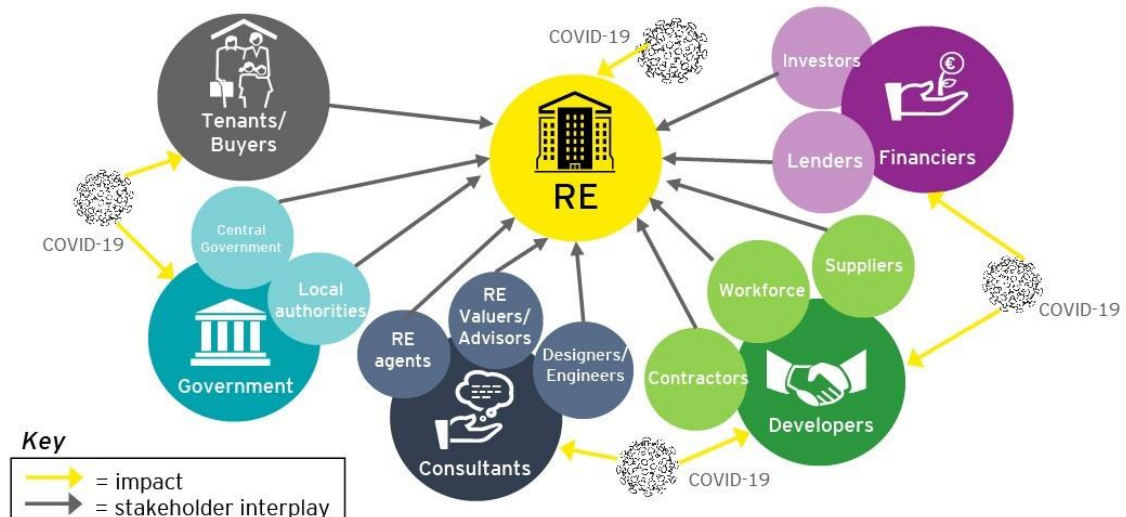 COVID-19
Investors
Tenants/
Buyers
RE
Lenders
Financiers
€
COVID-19
Central
Government
Local
authorities
Government
Suppliers
Workforce
COVID-19
RE
Valuers/
Advisors
RE
agents
Designers/
Engineers
Contractors
Developers
Consultants
COVID-19
Key
= impact
= stakeholder interplay